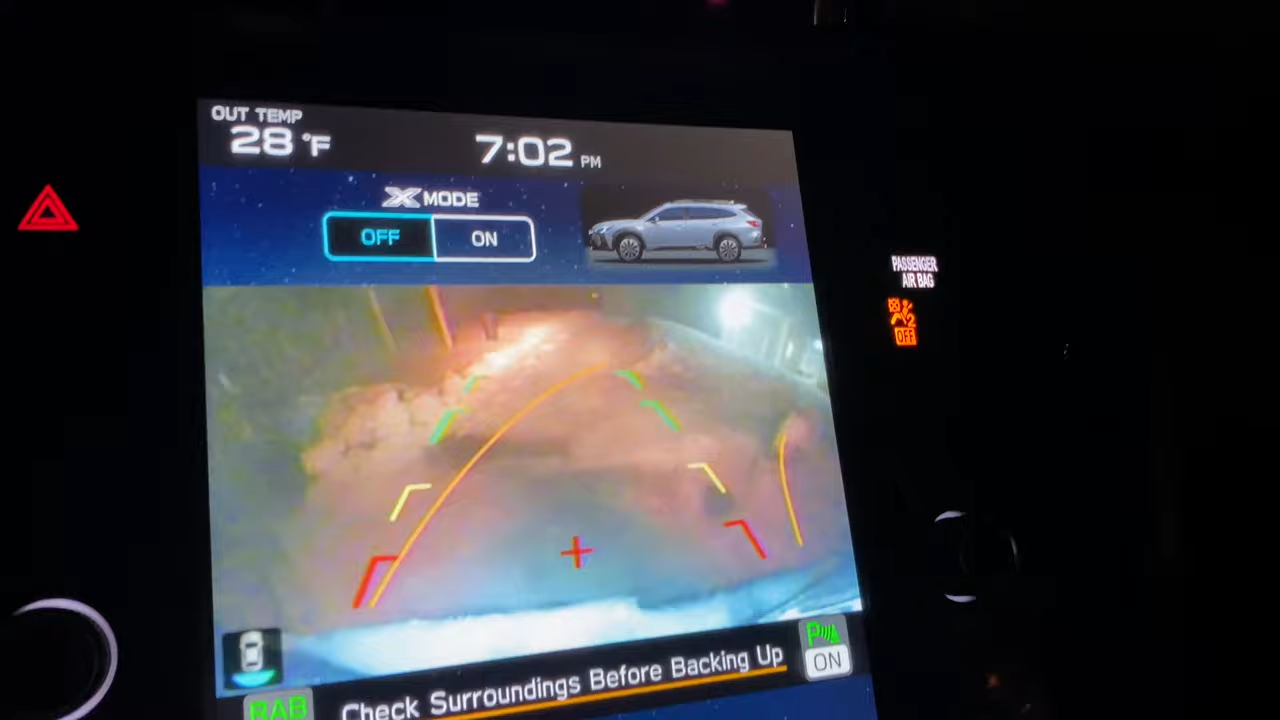 OUT TEMP
28 °F
7:02 PM
X MODE
OFF
ON
PASSENGER
AIR BAG
2
OFF
P
ON
Check Surroundings Before Backing Up
RAB